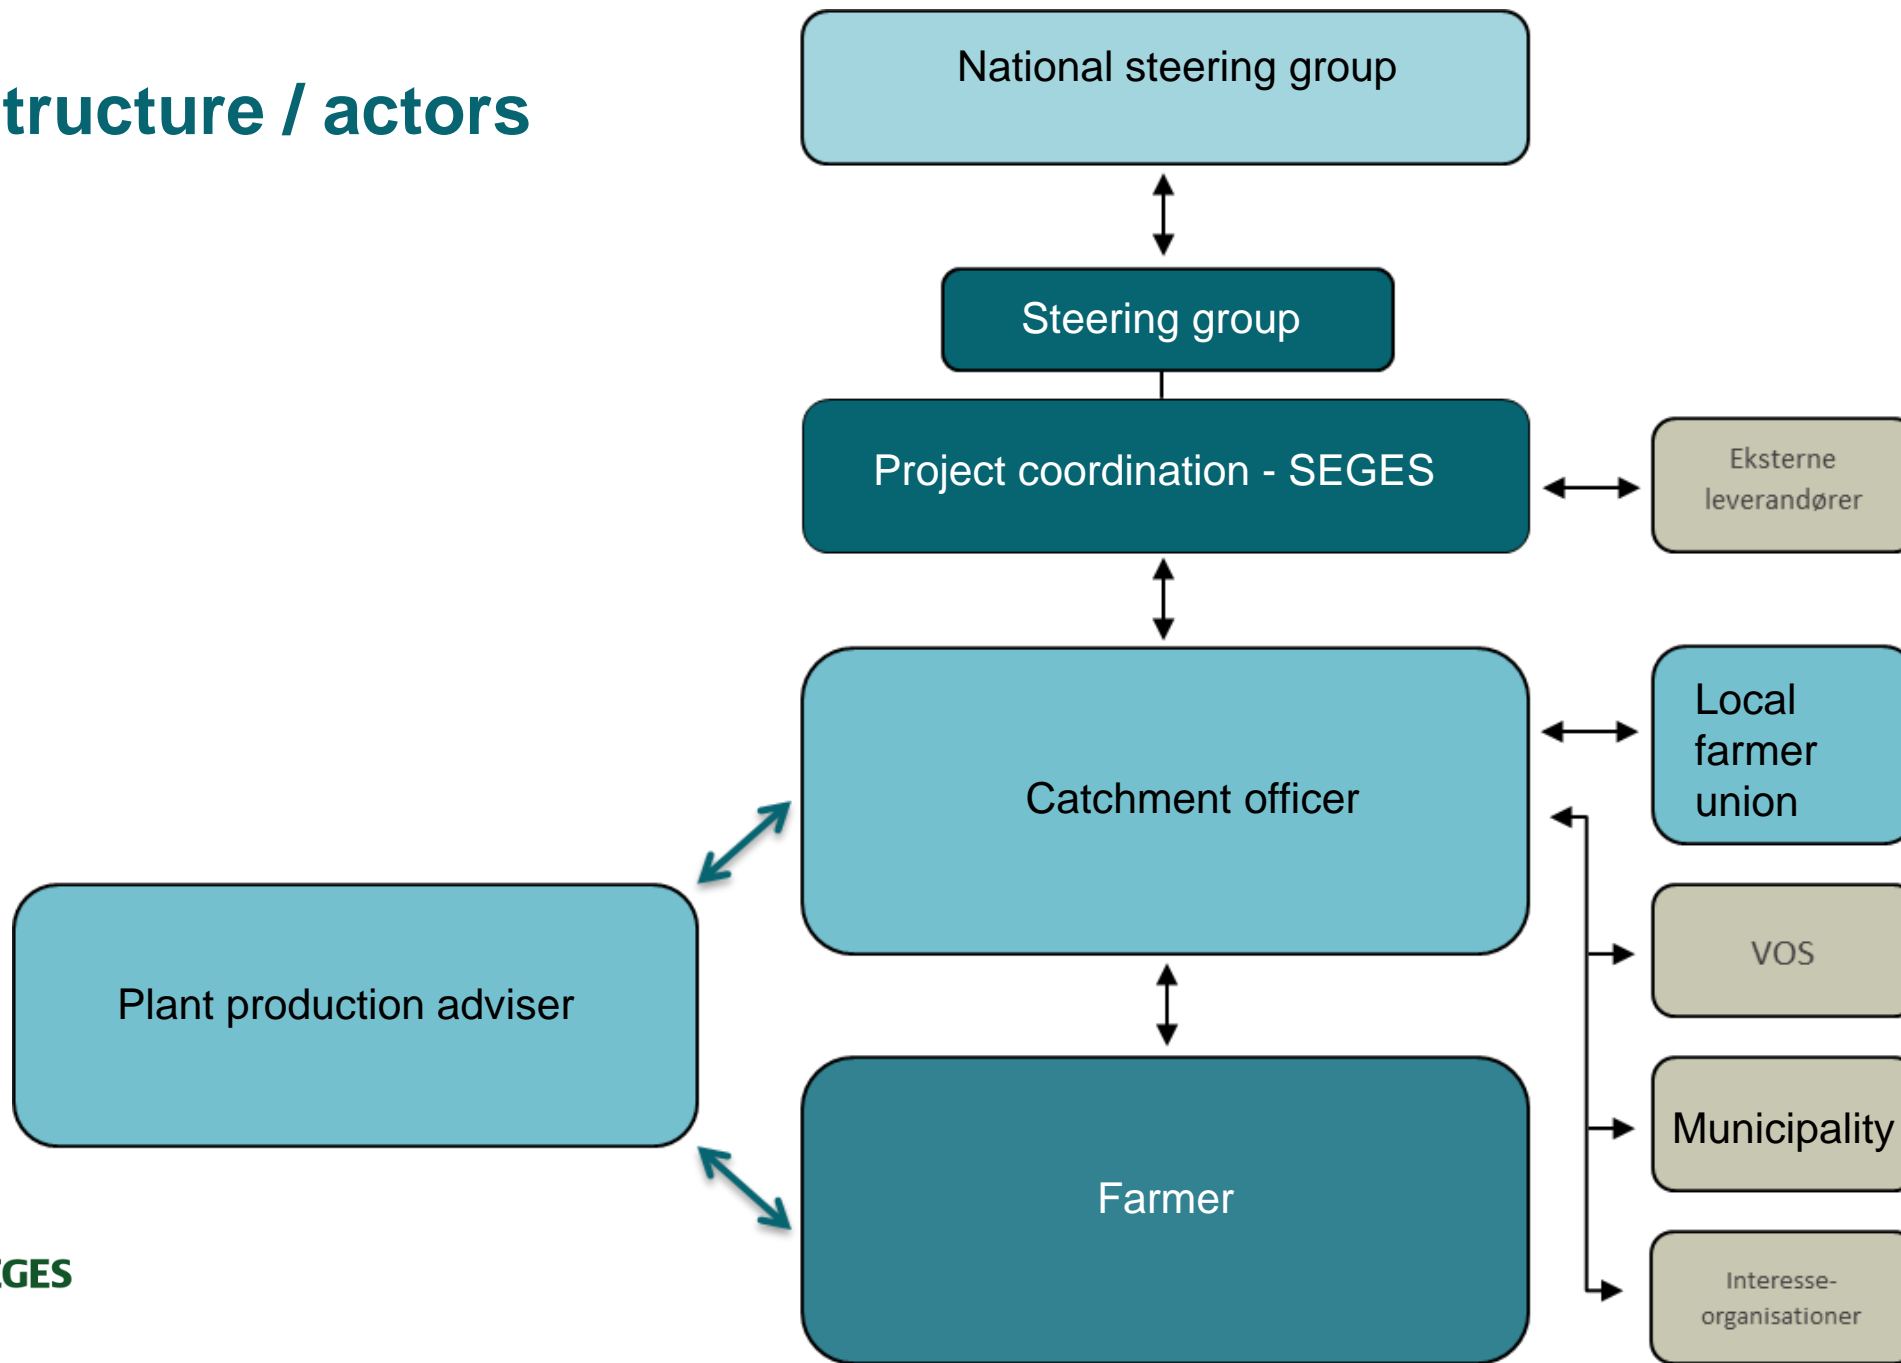 tructure / actors
National steering group
Steering group
Project coordination - SEGES
Eksterne
leverandører
Local
farmer
union
Catchment officer
VOS
Plant production adviser
Municipality
Farmer
Interesse-
organisationer
EGES